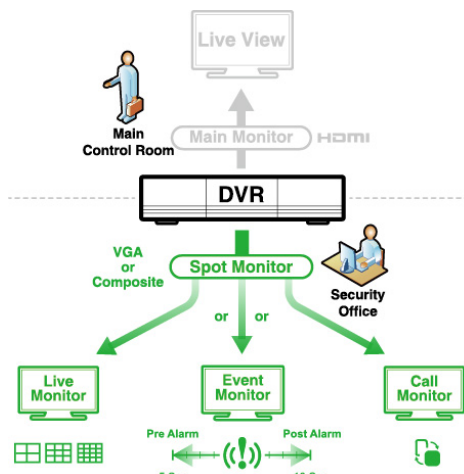 Live View
Main Monitor
HDMI
Main
Control Room
DVR
VGA
or
Composite
Spot Monitor
Security
Office
or
or
Live
Monitor
Event
Monitor
Call
Monitor
Pre Alarm
Post Alarm